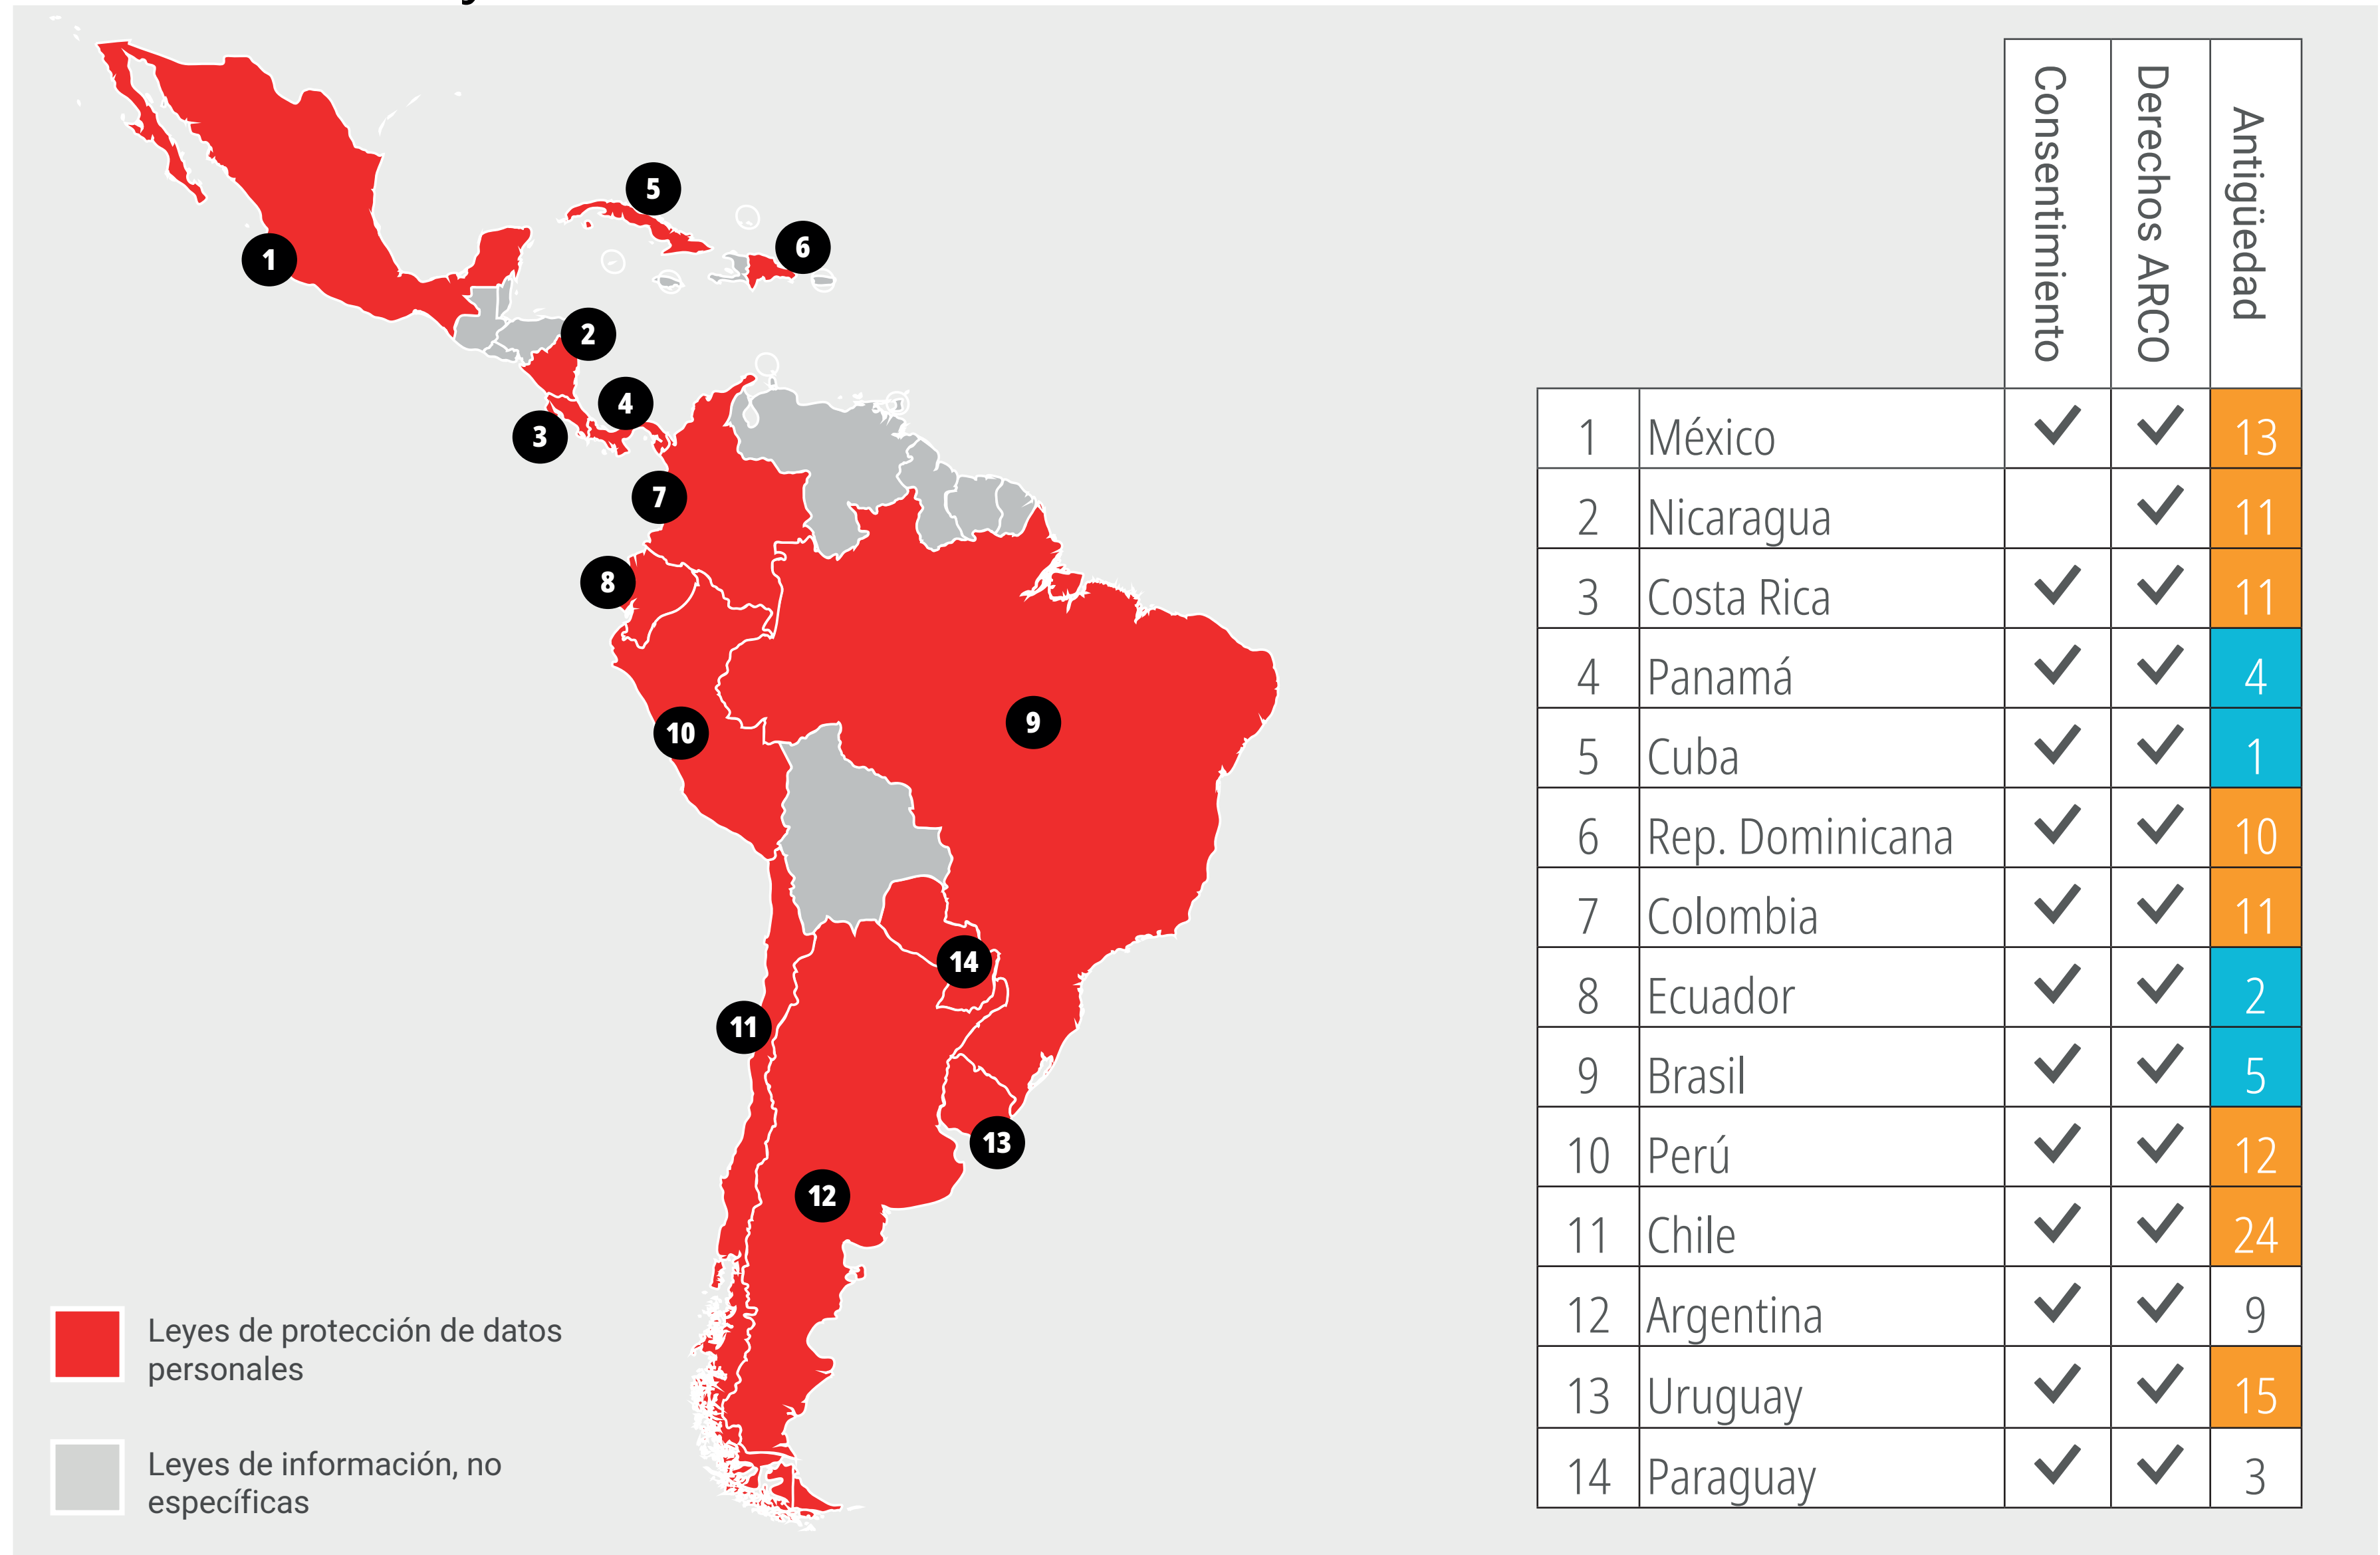 Consentimiento
Derechos ARCO
Antigüedad
1 México ✓ ✓ 13
2 Nicaragua ✓ 11
3 Costa Rica ✓ ✓ 11
4 Panamá ✓ ✓ 4
5 Cuba ✓ ✓ 1
6 Rep. Dominicana ✓ ✓ 10
7 Colombia ✓ ✓ 11
8 Ecuador ✓ ✓ 2
9 Brasil ✓ ✓ 5
10 Perú ✓ ✓ 12
11 Chile ✓ ✓ 24
12 Argentina ✓ ✓ 9
13 Uruguay ✓ ✓ 15
14 Paraguay ✓ ✓ 3
5
6
1
2
4
3
7
8
9
10
14
11
13
12
Leyes de protección de datos
personales
Leyes de información, no
específicas